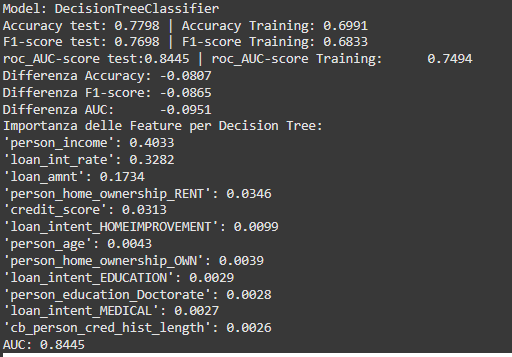 Model: DecisionTreeClassifier
Accuracy test: 0.7798 | Accuracy Training: 0.6991
F1-score test: 0.7698 | F1-score Training: 0.6833
roc_AUC-score test:0.8445 | roc_AUC-score Training:      0.7494
Differenza Accuracy: -0.0807
Differenza F1-score: -0.0865
Differenza AUC:      -0.0951
Importanza delle Feature per Decision Tree:
'person_income': 0.4033
'loan_int_rate': 0.3282
'loan_amnt': 0.1734
'person_home_ownership_RENT': 0.0346
'credit_score': 0.0313
'loan_intent_HOMEIMPROVEMENT': 0.0099
'person_age': 0.0043
'person_home_ownership_OWN': 0.0039
'loan_intent_EDUCATION': 0.0029
'person_education_Doctorate': 0.0028
'loan_intent_MEDICAL': 0.0027
'cb_person_cred_hist_length': 0.0026
AUC: 0.8445